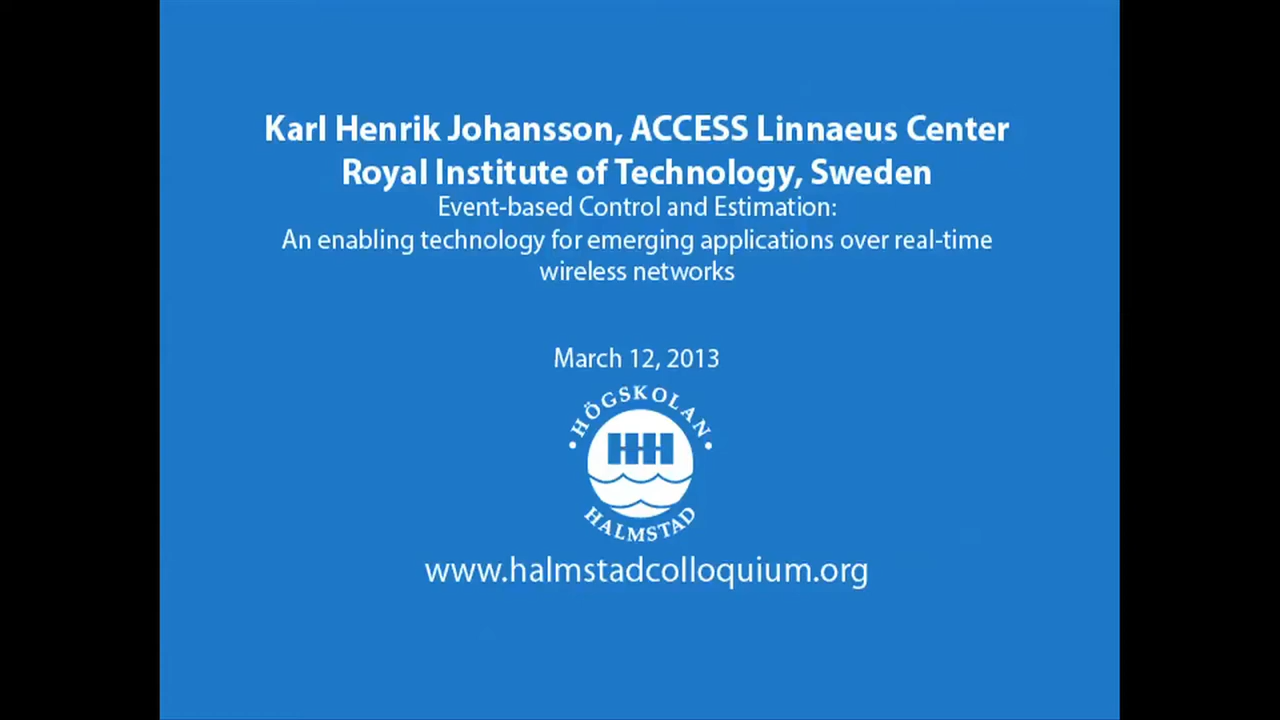 Karl Henrik Johansson, ACCESS Linnaeus Center
Royal Institute of Technology, Sweden
Event-based Control and Estimation:
An enabling technology for emerging applications over real-time
wireless networks
March 12, 2013
HÖGSKOLAN
HH
HALMSTAD
www.halmstadcolloquium.org